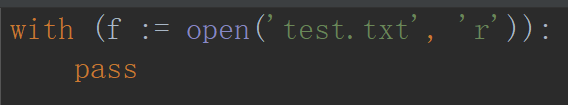 with (f := open('test.txt', 'r')):
    pass